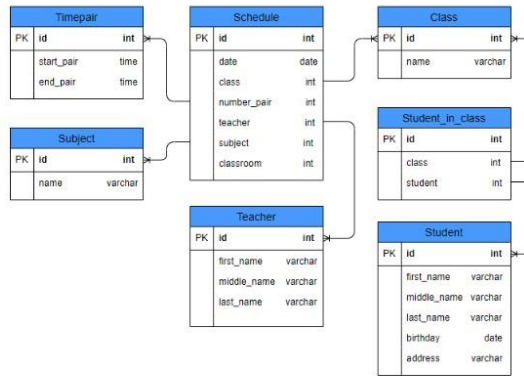 Timepair
PK id int
start_pair time
end_pair time
Subject
PK id int
name varchar
Schedule
PK id int
date date
class int
number_pair int
teacher int
subject int
classroom int
Teacher
PK id int
first_name varchar
middle_name varchar
last_name varchar
Class
PK id int
name varchar
Student_in_class
PK id int
class int
student int
Student
PK id int
first_name varchar
middle_name varchar
last_name varchar
birthday date
address varchar